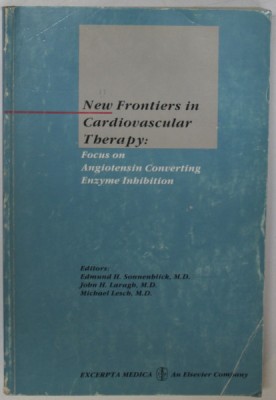 New Frontiers in
Cardiovascular
Therapy:
Focus on
Angiotensin Converting
Enzyme Inhibition
Editors:
Edmund H. Sonnenblick, M.D.
John H. Laragh, M.D.
Michael Lesch, M.D.
EXCERPTA MEDICA An Elsevier Company